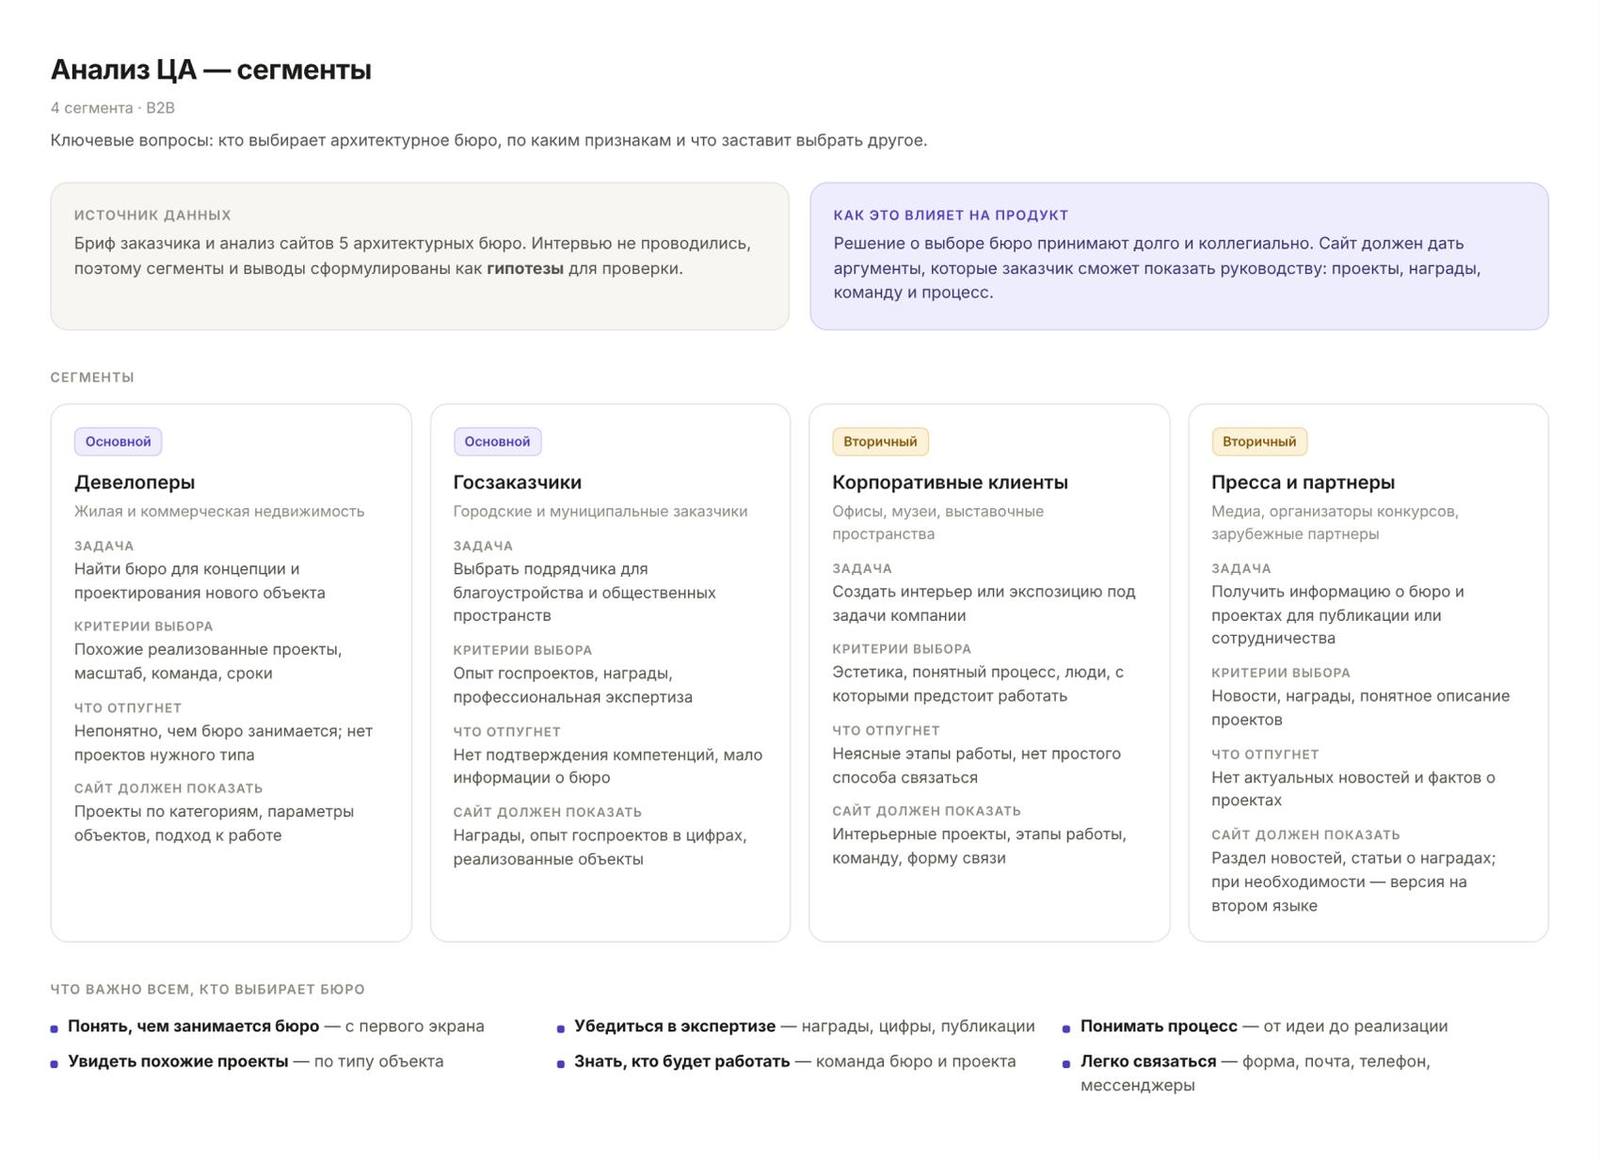 Анализ ЦА — сегменты
4 сегмента · B2B
Ключевые вопросы: кто выбирает архитектурное бюро, по каким признакам и что заставит выбрать другое.
ИСТОЧНИК ДАННЫХ
Бриф заказчика и анализ сайтов 5 архитектурных бюро. Интервью не проводились,
поэтому сегменты и выводы сформулированы как гипотезы для проверки.
КАК ЭТО ВЛИЯЕТ НА ПРОДУКТ
Решение о выборе бюро принимают долго и коллегиально. Сайт должен дать
аргументы, которые заказчик сможет показать руководству: проекты, награды,
команду и процесс.
СЕГМЕНТЫ
Основной
Девелоперы
Жилая и коммерческая недвижимость
ЗАДАЧА
Найти бюро для концепции и
проектирования нового объекта
КРИТЕРИИ ВЫБОРА
Похожие реализованные проекты,
масштаб, команда, сроки
ЧТО ОТПУГНЕТ
Непонятно, чем бюро занимается; нет
проектов нужного типа
САЙТ ДОЛЖЕН ПОКАЗАТЬ
Проекты по категориям, параметры
объектов, подход к работе
Основной
Госзаказчики
Городские и муниципальные заказчики
ЗАДАЧА
Выбрать подрядчика для
благоустройства и общественных
пространств
КРИТЕРИИ ВЫБОРА
Опыт госпроектов, награды,
профессиональная экспертиза
ЧТО ОТПУГНЕТ
Нет подтверждения компетенций, мало
информации о бюро
САЙТ ДОЛЖЕН ПОКАЗАТЬ
Награды, опыт госпроектов в цифрах,
реализованные объекты
Вторичный
Корпоративные клиенты
Офисы, музеи, выставочные
пространства
ЗАДАЧА
Создать интерьер или экспозицию под
задачи компании
КРИТЕРИИ ВЫБОРА
Эстетика, понятный процесс, люди, с
которыми предстоит работать
ЧТО ОТПУГНЕТ
Неясные этапы работы, нет простого
способа связаться
САЙТ ДОЛЖЕН ПОКАЗАТЬ
Интерьерные проекты, этапы работы,
команду, форму связи
Вторичный
Пресса и партнеры
Медиа, организаторы конкурсов,
зарубежные партнеры
ЗАДАЧА
Получить информацию о бюро и
проектах для публикации или
сотрудничества
КРИТЕРИИ ВЫБОРА
Новости, награды, понятное описание
проектов
ЧТО ОТПУГНЕТ
Нет актуальных новостей и фактов о
проектах
САЙТ ДОЛЖЕН ПОКАЗАТЬ
Раздел новостей, статьи о наградах;
при необходимости — версия на
втором языке
ЧТО ВАЖНО ВСЕМ, КТО ВЫБИРАЕТ БЮРО
Понять, чем занимается бюро — с первого экрана
Убедиться в экспертизе — награды, цифры, публикации
Понимать процесс — от идеи до реализации
Увидеть похожие проекты — по типу объекта
Знать, кто будет работать — команда бюро и проекта
Легко связаться — форма, почта, телефон,
мессенджеры